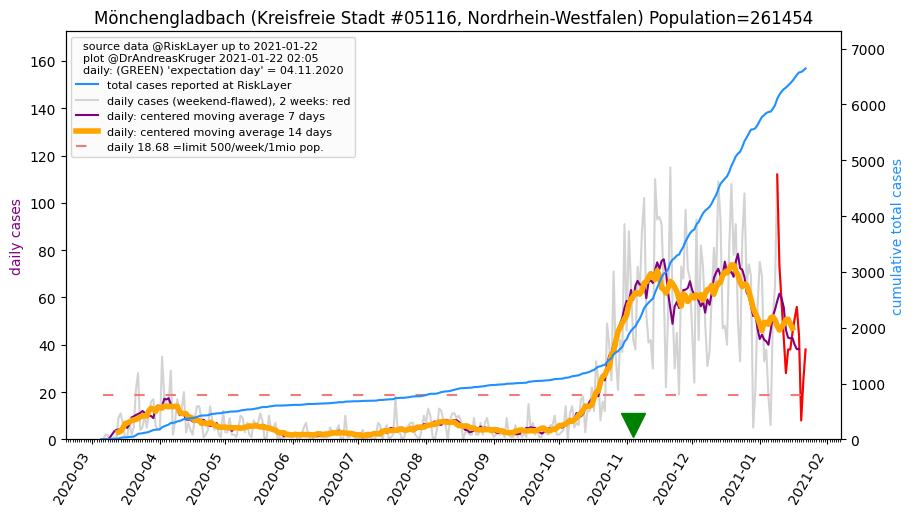 Mönchengladbach (Kreisfreie Stadt #05116, Nordrhein-Westfalen) Population=261454
source data @RiskLayer up to 2021-01-22
plot @DrAndreasKruger 2021-01-22 02:05
daily: (GREEN) 'expectation day' = 04.11.2020
total cases reported at RiskLayer
daily cases (weekend-flawed), 2 weeks: red
daily: centered moving average 7 days
daily: centered moving average 14 days
daily 18.68 =limit 500/week/1mio pop.
daily cases
160
140
120
100
80
60
40
20
0
7000
6000
5000
4000
3000
2000
1000
0
cumulative total cases
2020-03
2020-04
2020-05
2020-06
2020-07
2020-08
2020-09
2020-10
2020-11
2020-12
2021-01
2021-02